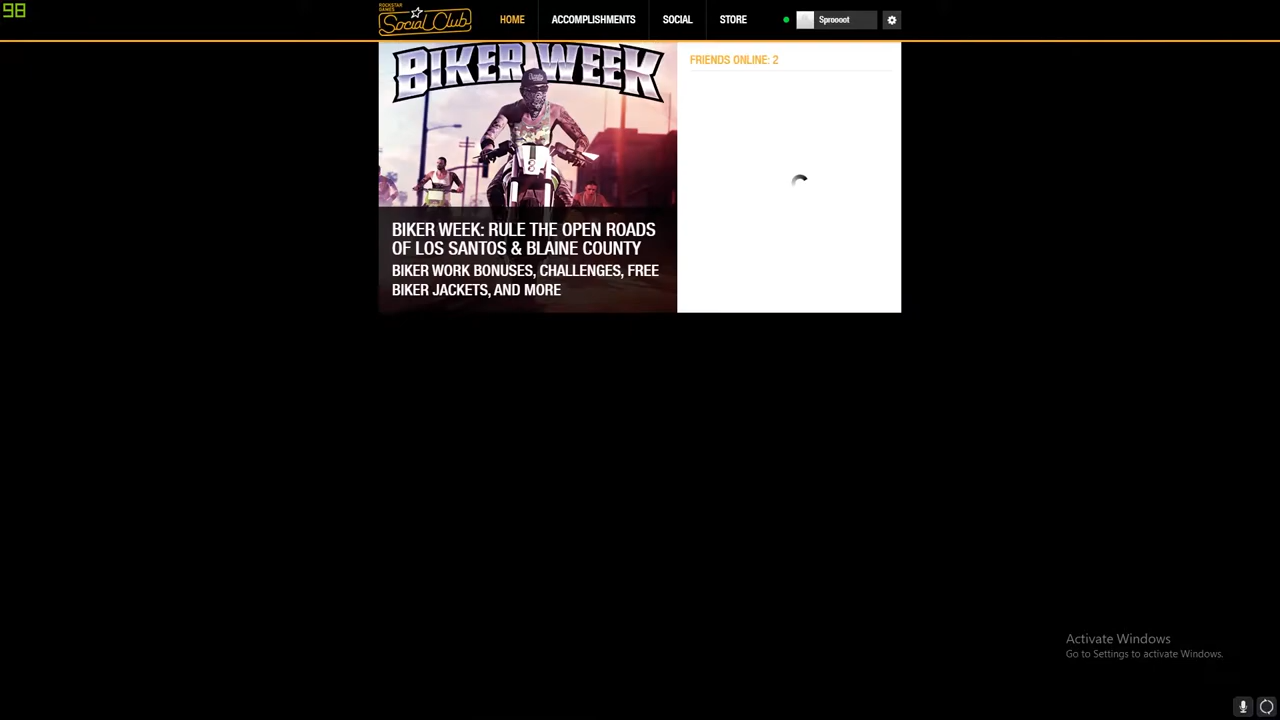 98
ROCKSTAR
GAMES
Social Club
HOME
ACCOMPLISHMENTS
SOCIAL
STORE
Sproooot
BIKER WEEK
8
BIKER WEEK: RULE THE OPEN ROADS
OF LOS SANTOS & BLAINE COUNTY
BIKER WORK BONUSES, CHALLENGES, FREE
BIKER JACKETS, AND MORE
FRIENDS ONLINE: 2
Activate Windows
Go to Settings to activate Windows.